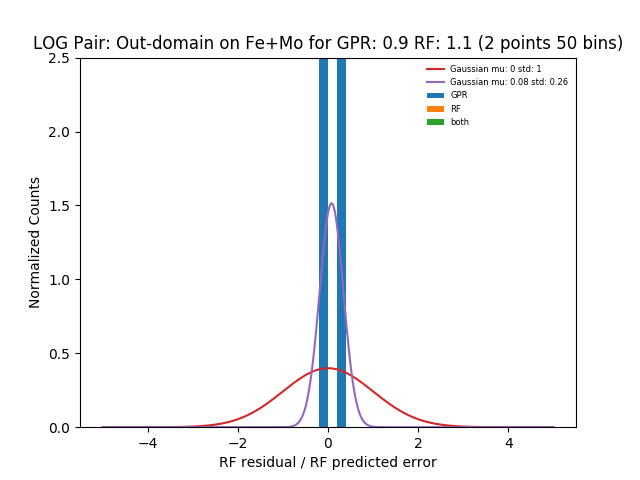 LOG Pair: Out-domain on Fe+Mo for GPR: 0.9 RF: 1.1 (2 points 50 bins)
2.5
2.0
1.5
1.0
0.5
0.0
Normalized Counts
Gaussian mu: 0 std: 1
Gaussian mu: 0.08 std: 0.26
GPR
RF
both
−4 −2 0 2 4
RF residual / RF predicted error